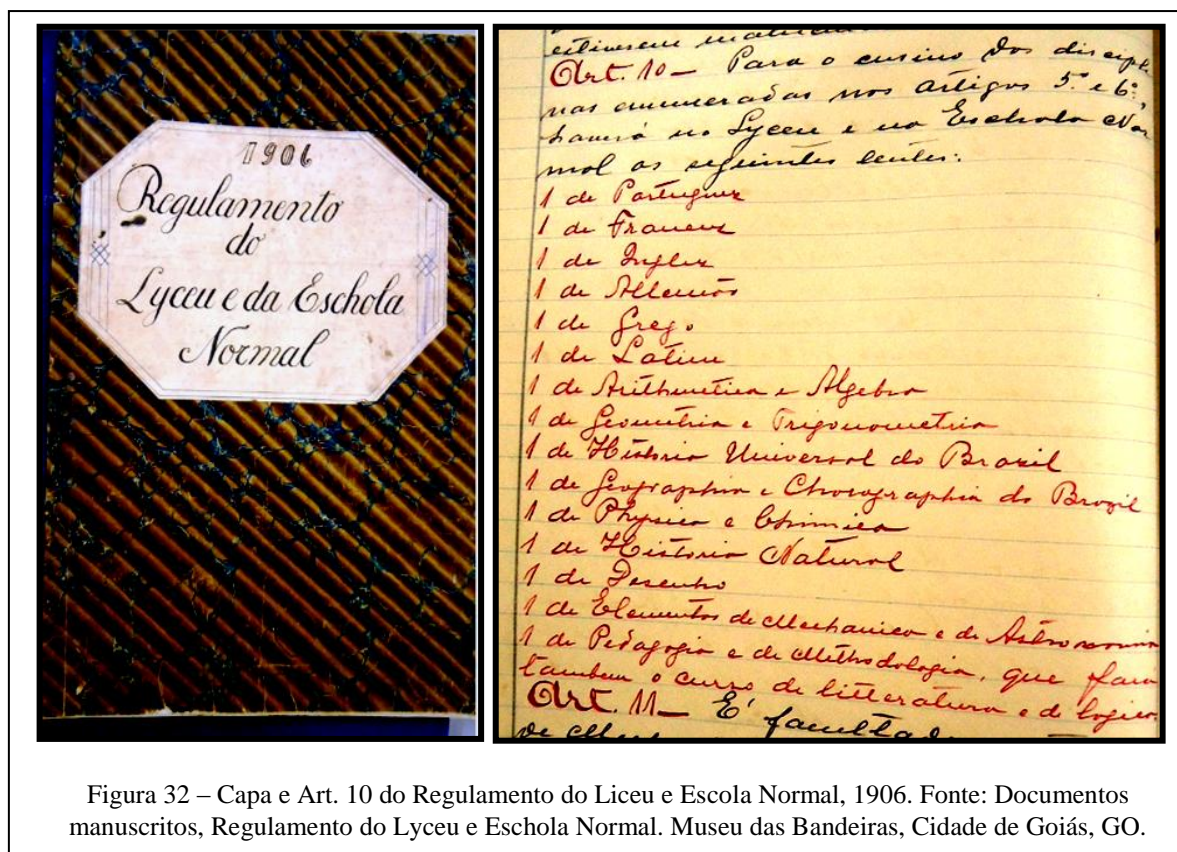 1906
Regulamento
do
Lyceu e da Eschola
Normal
estivesem
Art. 10 — Para o ensino das discipli
nas enumeradas nos artigos 5º e 6º,
haverá no Lyceu e na Eschola Nor
mal os seguintes lentes:
1 de Portuguez
1 de Francez
1 de Inglez
1 de Allemão
1 de Grego
1 de Latim
1 de Arithmetica e Algebra
1 de Geometria e Trigonometria
1 de Historia Universal do Brazil
1 de Geographia e Chorographia do Brazil
1 de Physica e Chimica
1 de Historia Natural
1 de Desenho
1 de Elementos de Mechanica e de Astronomia
1 de Pedagogia e de Methodologia, que fará
tambem o curso de litteratura e de logica.
Art. 11 — É facultado
de
Figura 32 – Capa e Art. 10 do Regulamento do Liceu e Escola Normal, 1906. Fonte: Documentos
manuscritos, Regulamento do Lyceu e Eschola Normal. Museu das Bandeiras, Cidade de Goiás, GO.